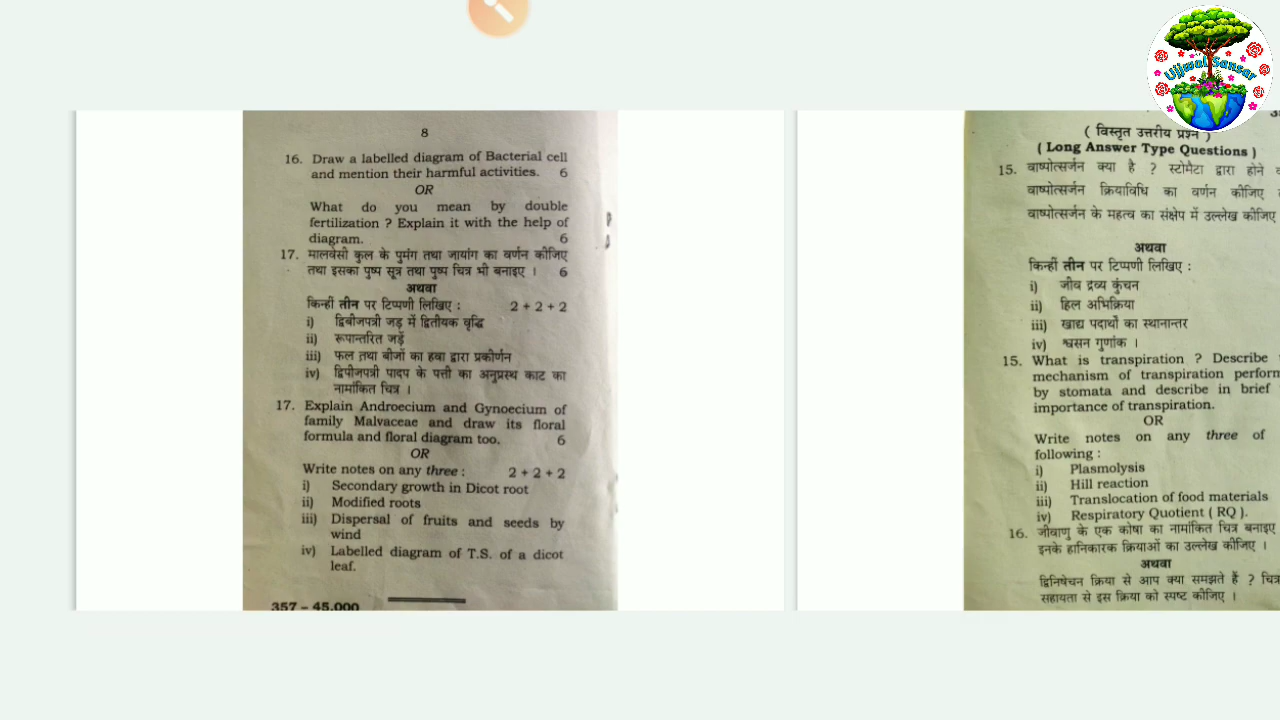 8
16. Draw a labelled diagram of Bacterial cell
and mention their harmful activities. 6
OR
What do you mean by double
fertilization ? Explain it with the help of
diagram. 6
17. मालवेसी कुल के पुमंग तथा जायांग का वर्णन कीजिए
तथा इसका पुष्प सूत्र तथा पुष्प चित्र भी बनाइए । 6
अथवा
किन्हीं तीन पर टिप्पणी लिखिए : 2 + 2 + 2
i) द्विबीजपत्री जड़ में द्वितीयक वृद्धि
ii) रूपान्तरित जड़ें
iii) फल तथा बीजों का हवा द्वारा प्रकीर्णन
iv) द्विपीजपत्री पादप के पत्ती का अनुप्रस्थ काट का
नामांकित चित्र ।
17. Explain Androecium and Gynoecium of
family Malvaceae and draw its floral
formula and floral diagram too. 6
OR
Write notes on any three : 2 + 2 + 2
i) Secondary growth in Dicot root
ii) Modified roots
iii) Dispersal of fruits and seeds by
wind
iv) Labelled diagram of T.S. of a dicot
leaf.
357 – 45,000
( विस्तृत उत्तरीय प्रश्न )
( Long Answer Type Questions )
15. वाष्पोत्सर्जन क्या है ? स्टोमैटा द्वारा होने
वाष्पोत्सर्जन क्रियाविधि का वर्णन कीजिए
वाष्पोत्सर्जन के महत्व का संक्षेप में उल्लेख कीजिए
अथवा
किन्हीं तीन पर टिप्पणी लिखिए :
i) जीव द्रव्य कुंचन
ii) हिल अभिक्रिया
iii) खाद्य पदार्थों का स्थानान्तर
iv) श्वसन गुणांक ।
15. What is transpiration ? Describe
mechanism of transpiration perform
by stomata and describe in brief
importance of transpiration.
OR
Write notes on any three of
following :
i) Plasmolysis
ii) Hill reaction
iii) Translocation of food materials
iv) Respiratory Quotient ( RQ ).
16. जीवाणु के एक कोषा का नामांकित चित्र बनाइए
इनके हानिकारक क्रियाओं का उल्लेख कीजिए ।
अथवा
द्विनिषेचन क्रिया से आप क्या समझते हैं ? चित्र
सहायता से इस क्रिया को स्पष्ट कीजिए ।
Ujjwal Sansar